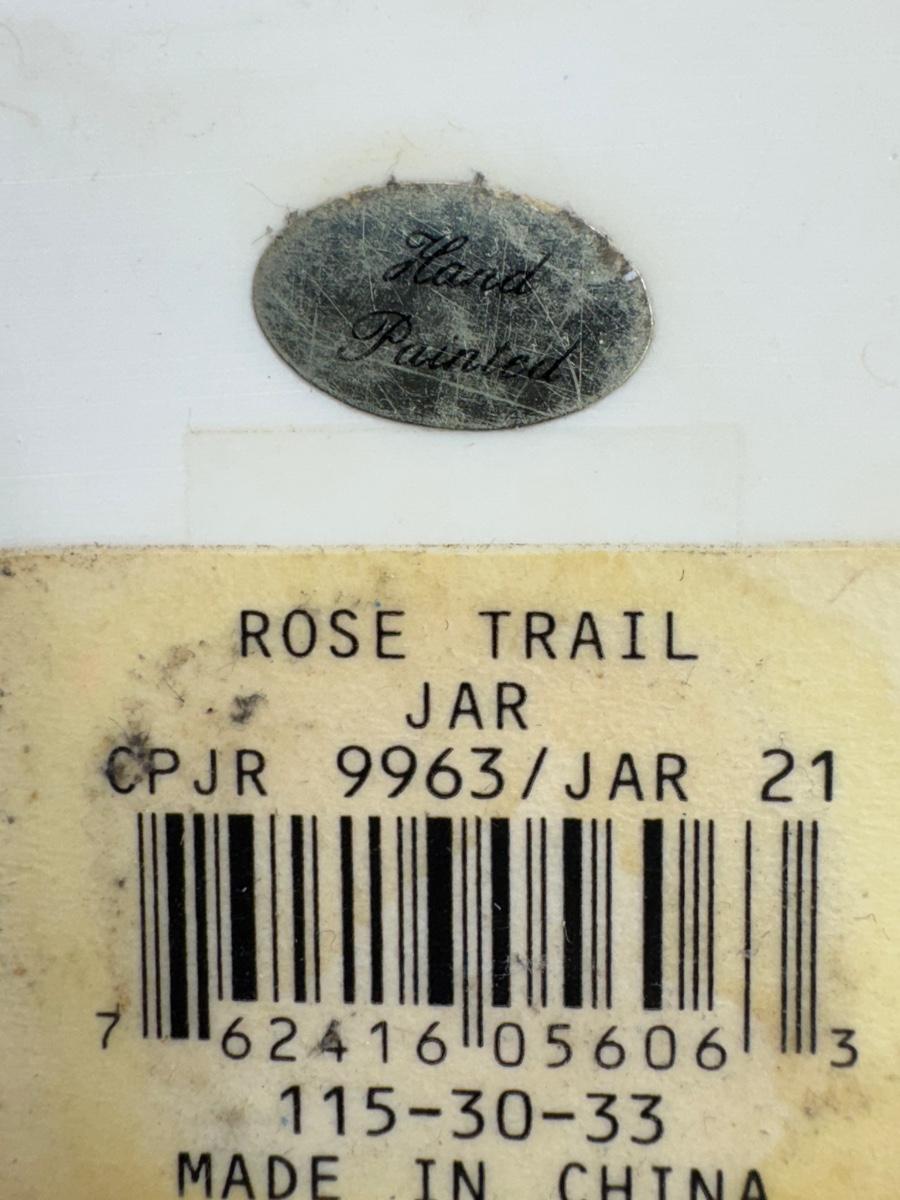 Hand
Painted
ROSE TRAIL
JAR
CPJR 9963/JAR 21
7 62416 05606 3
115-30-33
MADE IN CHINA